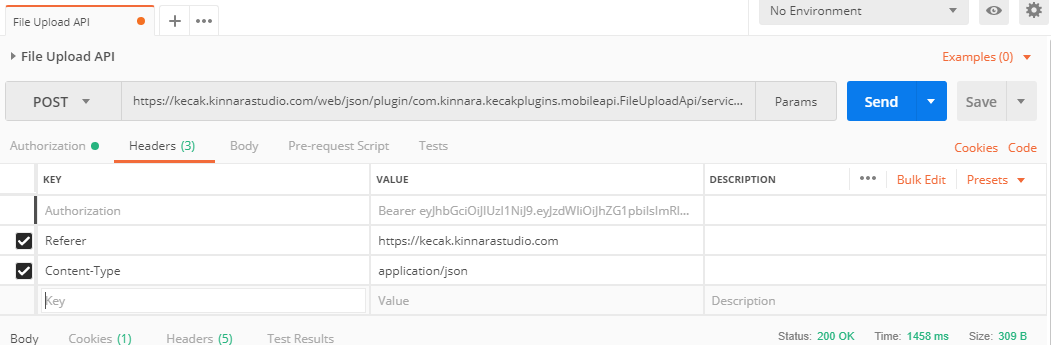 File Upload API
No Environment
File Upload API
Examples (0)
POST
https://kecak.kinnarastudio.com/web/json/plugin/com.kinnara.kecakplugins.mobileapi.FileUploadApi/servic...
Params
Send
Save
Authorization
Headers (3)
Body
Pre-request Script
Tests
Cookies
Code
KEY
VALUE
DESCRIPTION
Bulk Edit
Presets
Authorization
Bearer eyJhbGciOiJIUzI1NiJ9.eyJzdWIiOiJhZG1pbiIsImRl...
Referer
https://kecak.kinnarastudio.com
Content-Type
application/json
Key
Value
Description
Body
Cookies (1)
Headers (5)
Test Results
Status: 200 OK
Time: 1458 ms
Size: 309 B